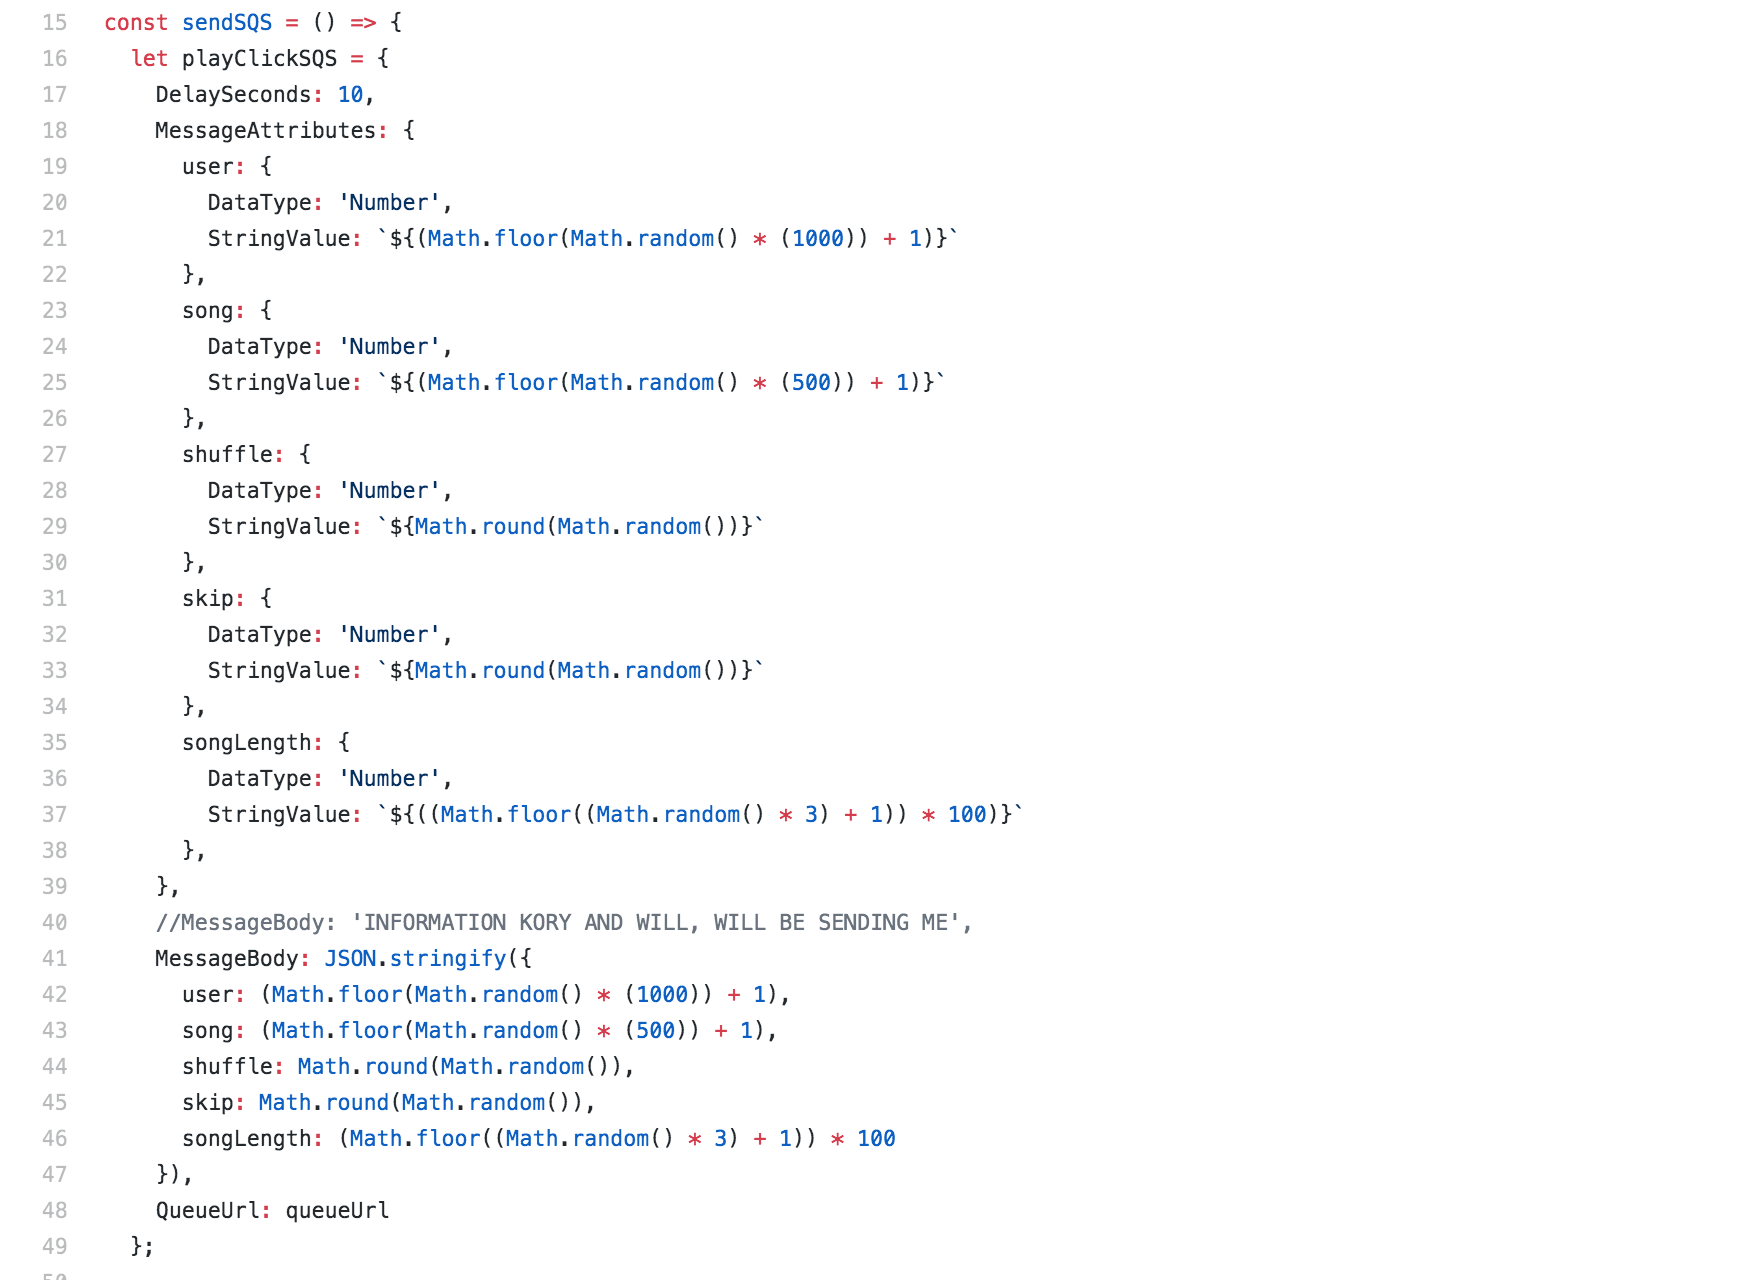 15 const sendSQS = () => {
16 let playClickSQS = {
17 DelaySeconds: 10,
18 MessageAttributes: {
19 user: {
20 DataType: 'Number',
21 StringValue: `${(Math.floor(Math.random() * (1000)) + 1)}`
22 },
23 song: {
24 DataType: 'Number',
25 StringValue: `${(Math.floor(Math.random() * (500)) + 1)}`
26 },
27 shuffle: {
28 DataType: 'Number',
29 StringValue: `${Math.round(Math.random())}`
30 },
31 skip: {
32 DataType: 'Number',
33 StringValue: `${Math.round(Math.random())}`
34 },
35 songLength: {
36 DataType: 'Number',
37 StringValue: `${((Math.floor((Math.random() * 3) + 1)) * 100)}`
38 },
39 },
40 //MessageBody: 'INFORMATION KORY AND WILL, WILL BE SENDING ME',
41 MessageBody: JSON.stringify({
42 user: (Math.floor(Math.random() * (1000)) + 1),
43 song: (Math.floor(Math.random() * (500)) + 1),
44 shuffle: Math.round(Math.random()),
45 skip: Math.round(Math.random()),
46 songLength: (Math.floor((Math.random() * 3) + 1)) * 100
47 }),
48 QueueUrl: queueUrl
49 };
50